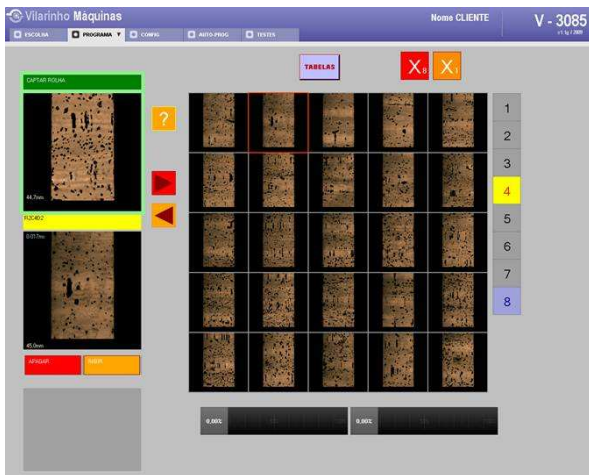 Vilarinho Máquinas
Nome CLIENTE
V - 3085
ESCOLHA
PROGRAMA ▼
CONFIG
AUTO-PROG
TESTES
CAPTAR ROLHA
TABELAS
X 8
X
?
44.7mm
45.0mm
APAGAR
1
2
3
4
5
6
7
8
0,00%
0,00%